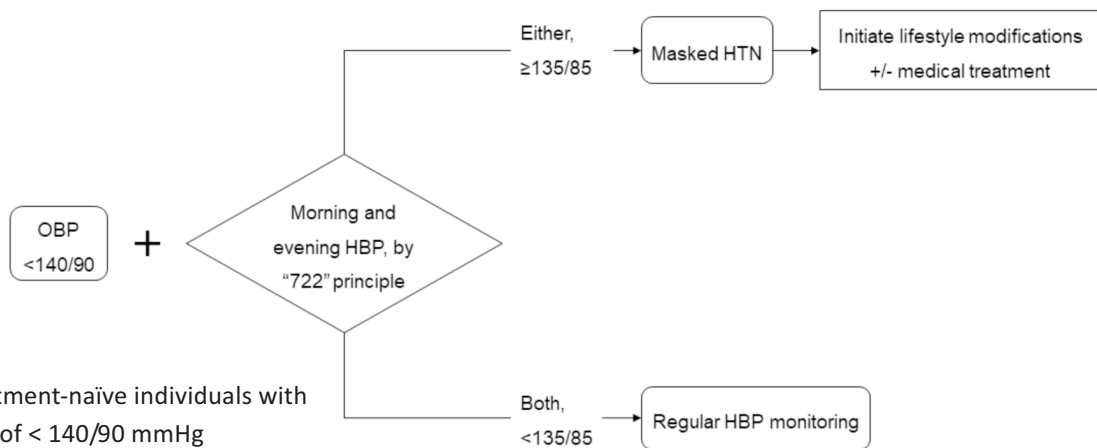 Either,
≥135/85
Masked HTN
Initiate lifestyle modifications
+/- medical treatment
OBP
<140/90
+
Morning and
evening HBP, by
“722” principle
Both,
<135/85
Regular HBP monitoring
tment-naïve individuals with
of < 140/90 mmHg